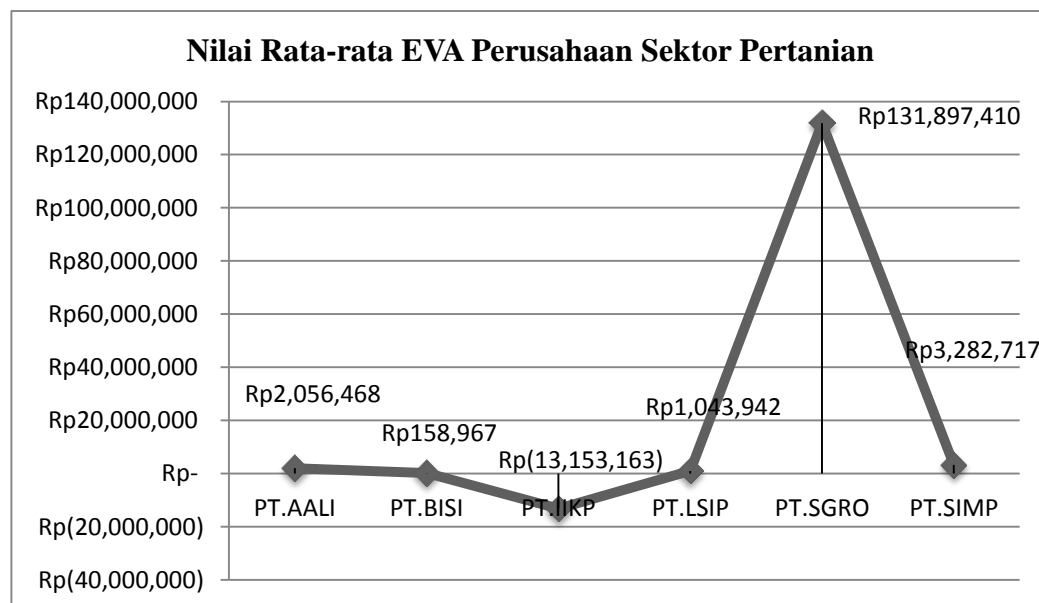 Nilai Rata-rata EVA Perusahaan Sektor Pertanian
Rp140,000,000
Rp120,000,000
Rp100,000,000
Rp80,000,000
Rp60,000,000
Rp40,000,000
Rp20,000,000
Rp-
Rp(20,000,000)
Rp(40,000,000)
Rp2,056,468
Rp158,967
Rp(13,153,163)
Rp1,043,942
Rp131,897,410
Rp3,282,717
PT.AALI
PT.BISI
PT.IIKP
PT.LSIP
PT.SGRO
PT.SIMP